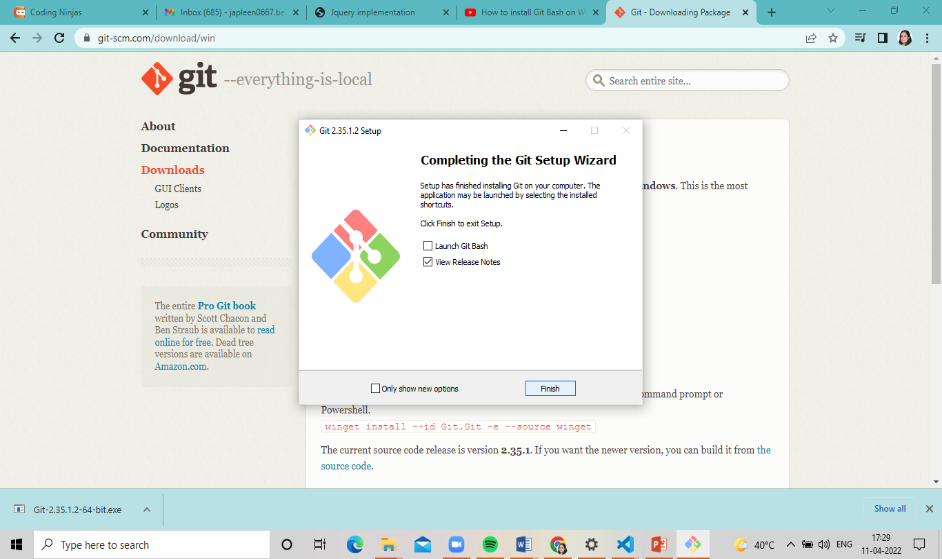 Coding Ninjas
Inbox (685) - japleen0667.be
Jquery implementation
How to install Git Bash on W
Git - Downloading Package
git-scm.com/download/win
git --everything-is-local
Search entire site...
About
Documentation
Downloads
GUI Clients
Logos
Community
The entire Pro Git book
written by Scott Chacon and
Ben Straub is available to read
online for free. Dead tree
versions are available on
Amazon.com.
Git 2.35.1.2 Setup
Completing the Git Setup Wizard
Setup has finished installing Git on your computer. The
application may be launched by selecting the installed
shortcuts.
Click Finish to exit Setup.
Launch Git Bash
View Release Notes
Only show new options
Finish
ndows. This is the most
ommand prompt or
Powershell.
winget install --id Git.Git -e --source winget
The current source code release is version 2.35.1. If you want the newer version, you can build it from the
source code.
Git-2.35.1.2-64-bit.exe
Show all
Type here to search
40°C
ENG
17:29
11-04-2022